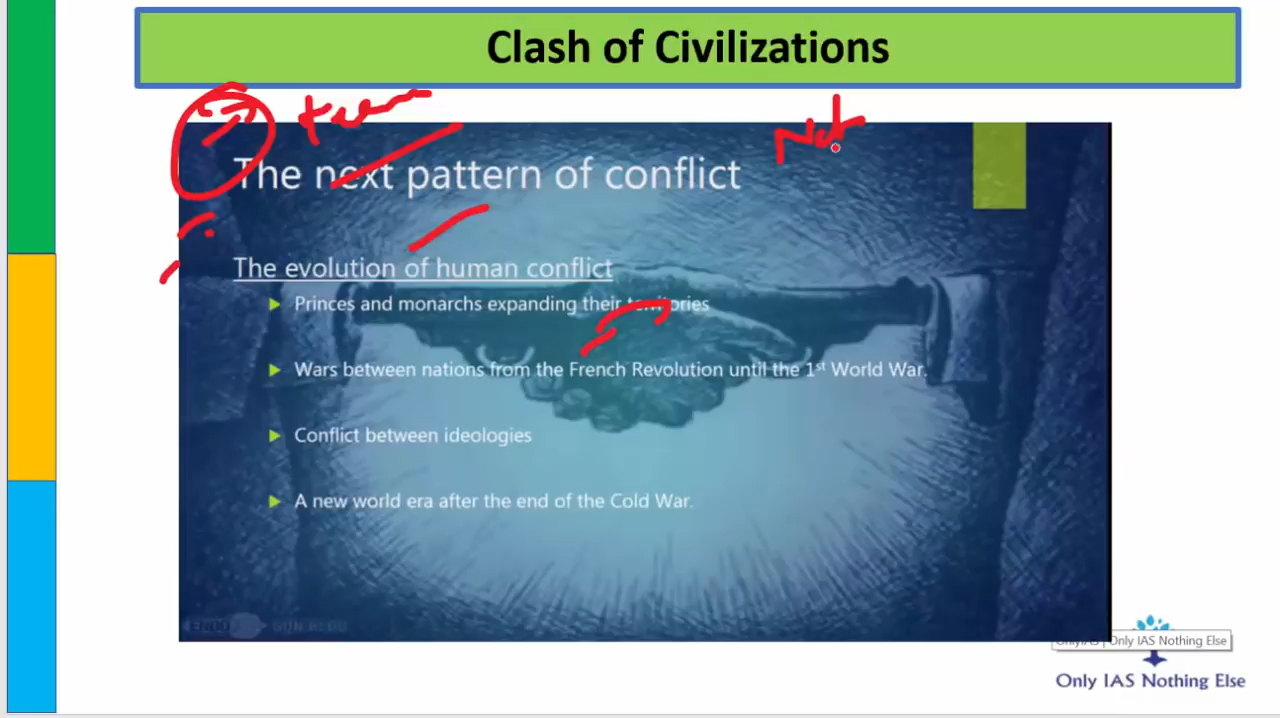 Clash of Civilizations
The next pattern of conflict
The evolution of human conflict
Princes and monarchs expanding their territories
Wars between nations from the French Revolution until the 1st World War.
Conflict between ideologies
A new world era after the end of the Cold War.
OnlyIAS | Only IAS Nothing Else
Only IAS Nothing Else